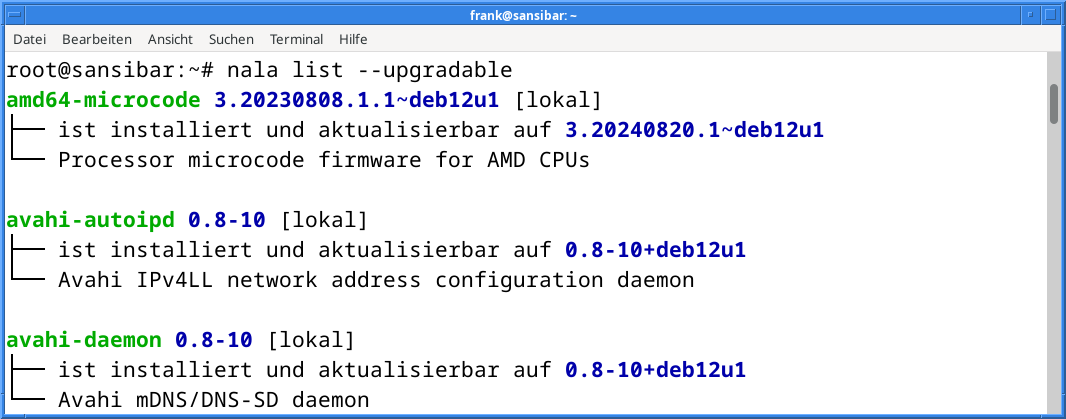 frank@sansibar: ~
Datei Bearbeiten Ansicht Suchen Terminal Hilfe
root@sansibar:~# nala list --upgradable
amd64-microcode 3.20230808.1.1~deb12u1 [lokal]
├── ist installiert und aktualisierbar auf 3.20240820.1~deb12u1
└── Processor microcode firmware for AMD CPUs

avahi-autoipd 0.8-10 [lokal]
├── ist installiert und aktualisierbar auf 0.8-10+deb12u1
└── Avahi IPv4LL network address configuration daemon

avahi-daemon 0.8-10 [lokal]
├── ist installiert und aktualisierbar auf 0.8-10+deb12u1
└── Avahi mDNS/DNS-SD daemon